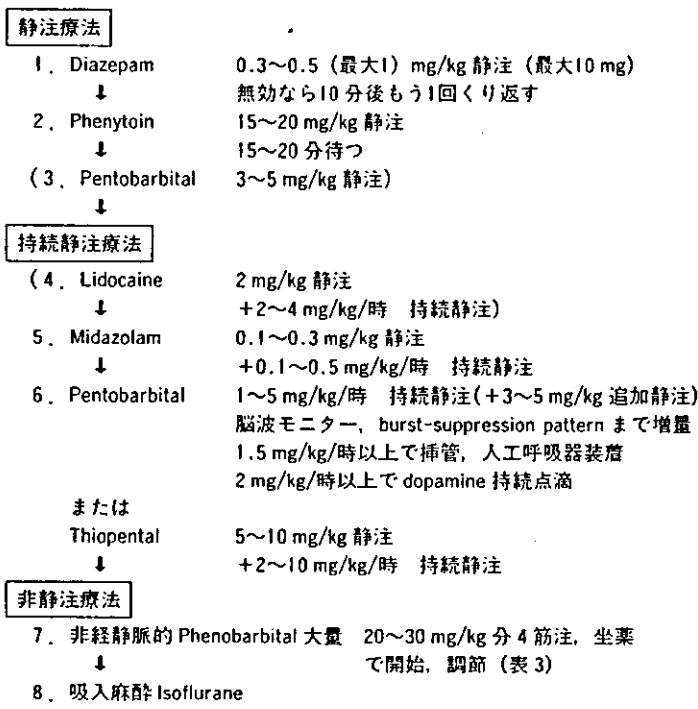 静注療法
1. Diazepam 0.3〜0.5（最大1）mg/kg 静注（最大10 mg）
↓ 無効なら10分後もう1回くり返す
2. Phenytoin 15〜20 mg/kg 静注
↓ 15〜20分待つ
(3. Pentobarbital 3〜5 mg/kg 静注)
↓
持続静注療法
(4. Lidocaine 2 mg/kg 静注
↓ +2〜4 mg/kg/時 持続静注)
5. Midazolam 0.1〜0.3 mg/kg 静注
↓ +0.1〜0.5 mg/kg/時 持続静注
6. Pentobarbital 1〜5 mg/kg/時 持続静注(+3〜5 mg/kg 追加静注)
脳波モニター，burst-suppression pattern まで増量
1.5 mg/kg/時以上で挿管，人工呼吸器装着
2 mg/kg/時以上で dopamine 持続点滴
または
Thiopental 5〜10 mg/kg 静注
↓ +2〜10 mg/kg/時 持続静注
非静注療法
7. 非経静脈的 Phenobarbital 大量 20〜30 mg/kg 分4筋注，坐薬
↓ で開始，調節（表3）
8. 吸入麻酔 Isoflurane